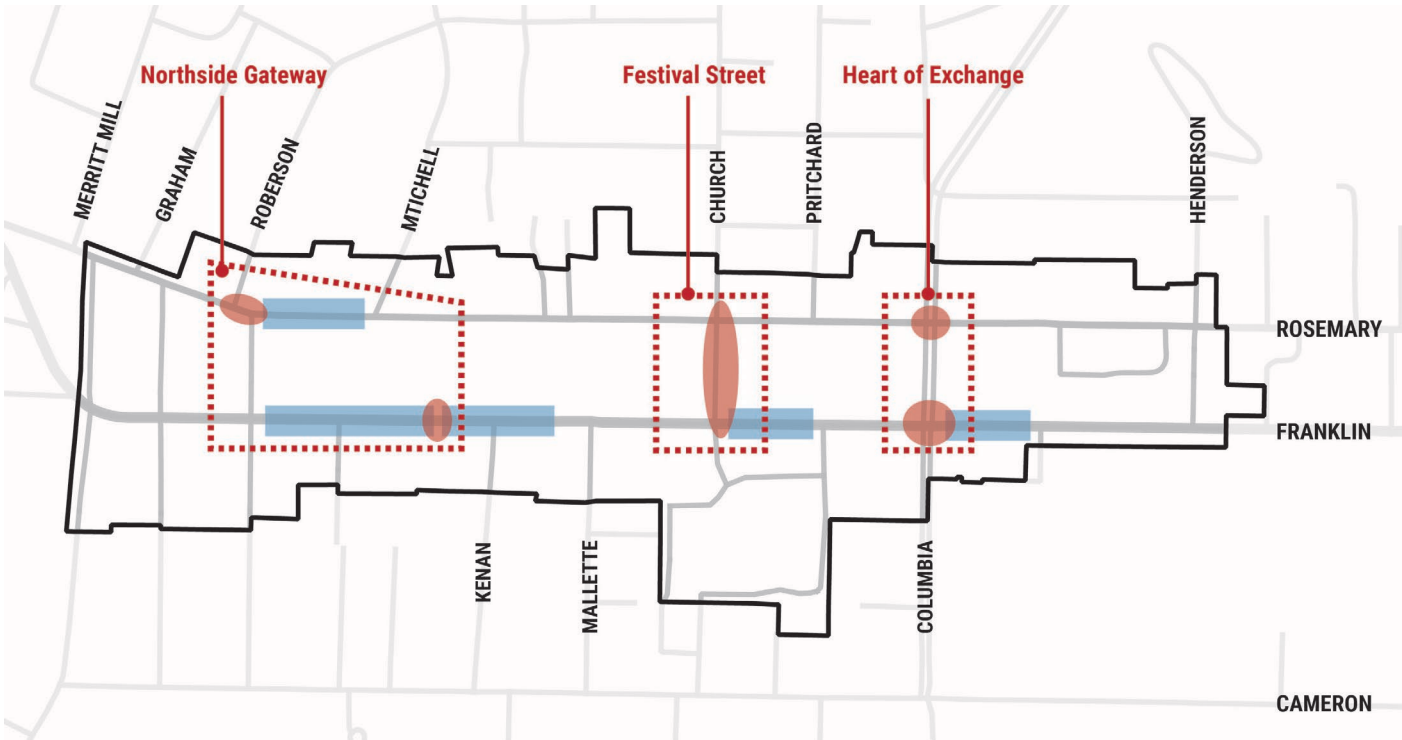 Northside Gateway
Festival Street
Heart of Exchange
MERRITT MILL
GRAHAM
ROBERSON
MTICHELL
CHURCH
PRITCHARD
HENDERSON
ROSEMARY
FRANKLIN
KENAN
MALLETTE
COLUMBIA
CAMERON